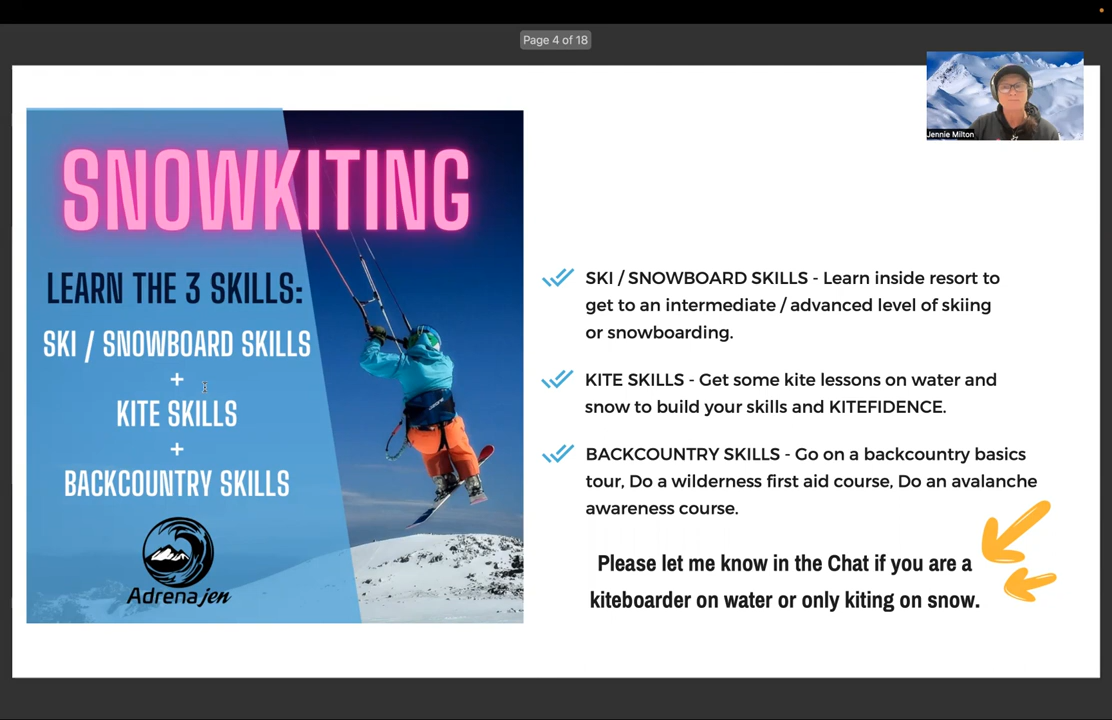 Page 4 of 18
Jennie Milton
SNOWKITING
LEARN THE 3 SKILLS:
SKI / SNOWBOARD SKILLS
+
KITE SKILLS
+
BACKCOUNTRY SKILLS
Adrenajen
SKI / SNOWBOARD SKILLS - Learn inside resort to
get to an intermediate / advanced level of skiing
or snowboarding.
KITE SKILLS - Get some kite lessons on water and
snow to build your skills and KITEFIDENCE.
BACKCOUNTRY SKILLS - Go on a backcountry basics
tour, Do a wilderness first aid course, Do an avalanche
awareness course.
Please let me know in the Chat if you are a
kiteboarder on water or only kiting on snow.